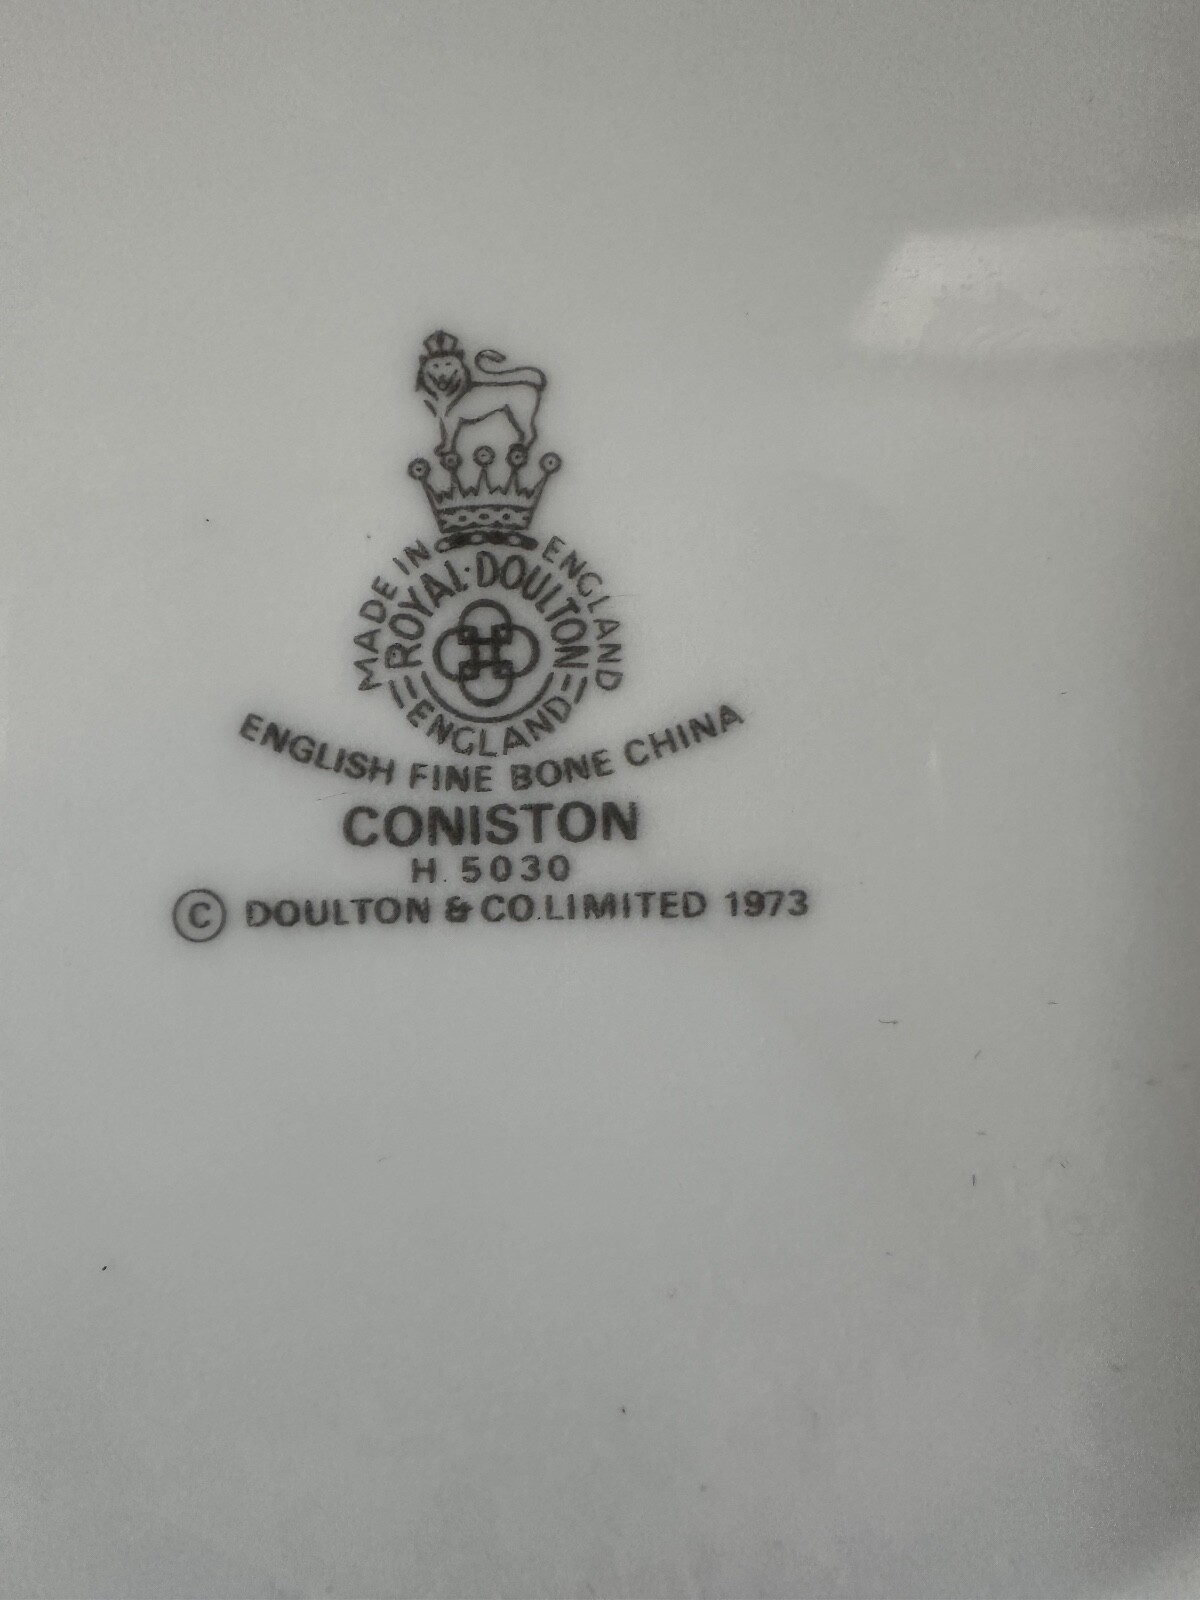 MADE IN ENGLAND
ROYAL·DOULTON
ENGLAND
ENGLISH FINE BONE CHINA
CONISTON
H. 5030
© DOULTON & CO.LIMITED 1973